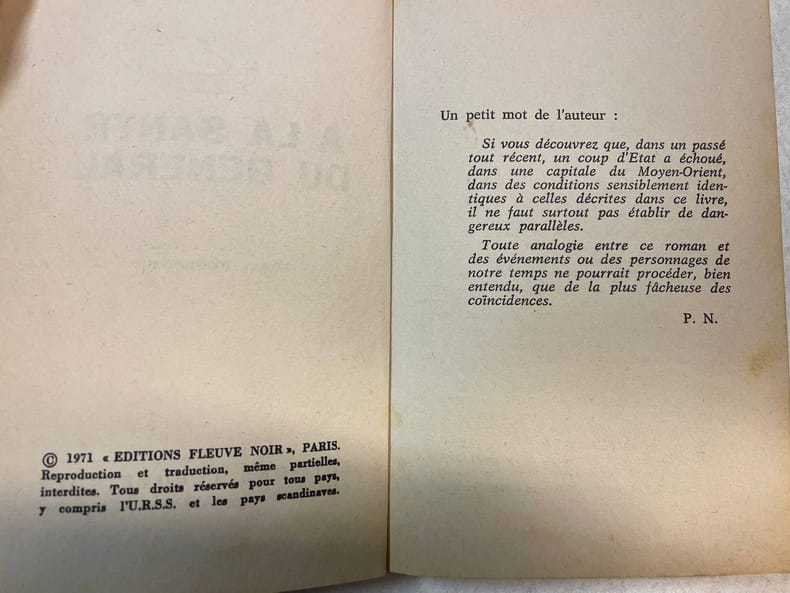 © 1971 « EDITIONS FLEUVE NOIR », PARIS.
Reproduction et traduction, même partielles,
interdites. Tous droits réservés pour tous pays,
y compris l'U.R.S.S. et les pays scandinaves.
Un petit mot de l'auteur :
Si vous découvrez que, dans un passé
tout récent, un coup d'Etat a échoué,
dans une capitale du Moyen-Orient,
dans des conditions sensiblement iden-
tiques à celles décrites dans ce livre,
il ne faut surtout pas établir de dan-
gereux parallèles.
Toute analogie entre ce roman et
des événements ou des personnages de
notre temps ne pourrait procéder, bien
entendu, que de la plus fâcheuse des
coïncidences.
P. N.